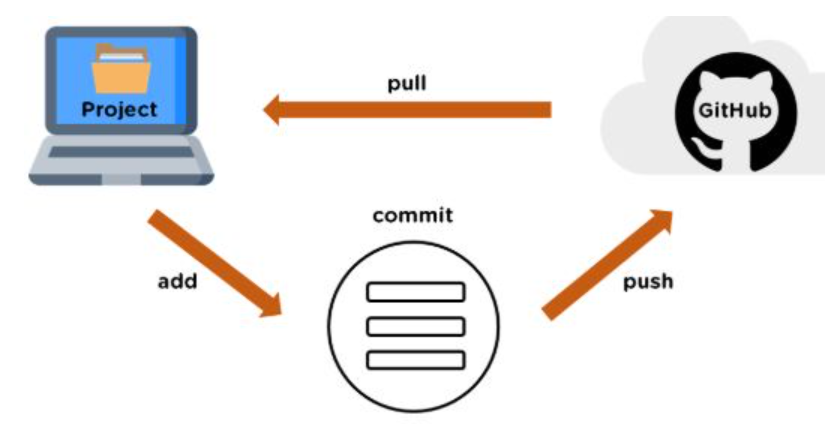 pull
Project
GitHub
commit
add
push